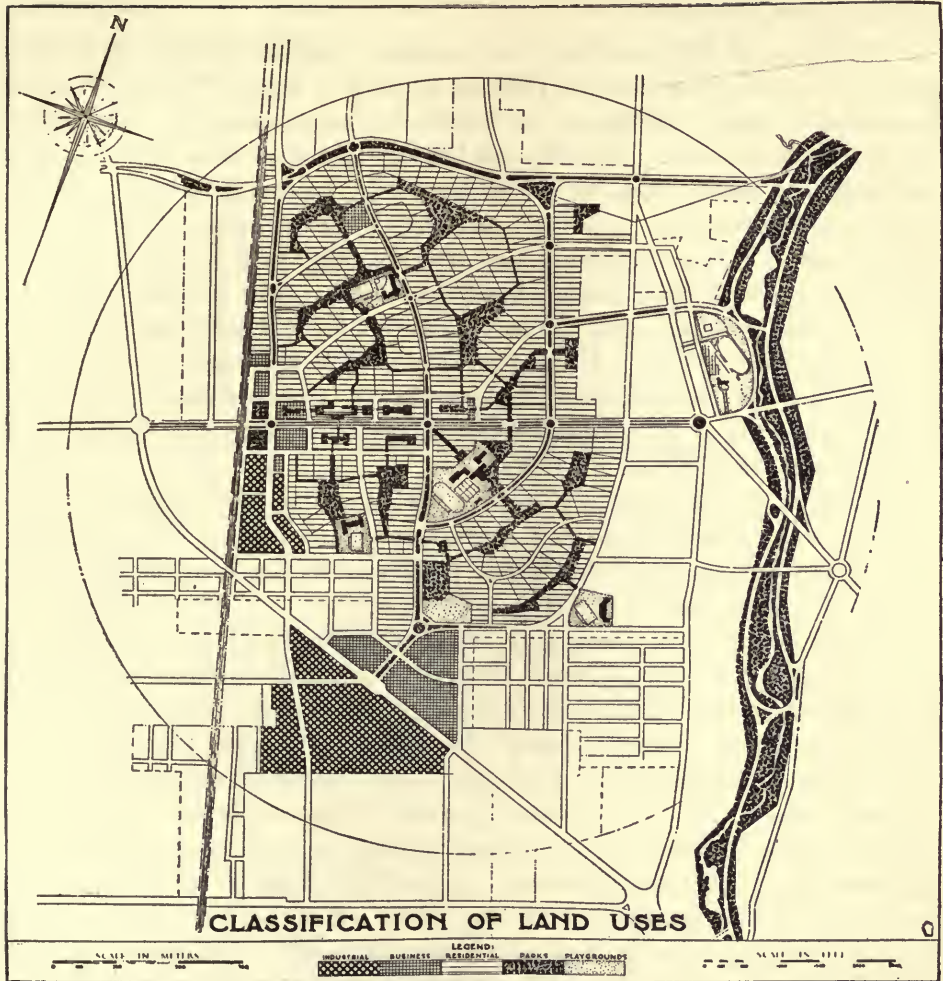 N
CLASSIFICATION OF LAND USES
SCALE IN METERS
LEGEND:
INDUSTRIAL BUSINESS RESIDENTIAL PARKS PLAYGROUNDS
SCALE IN FEET